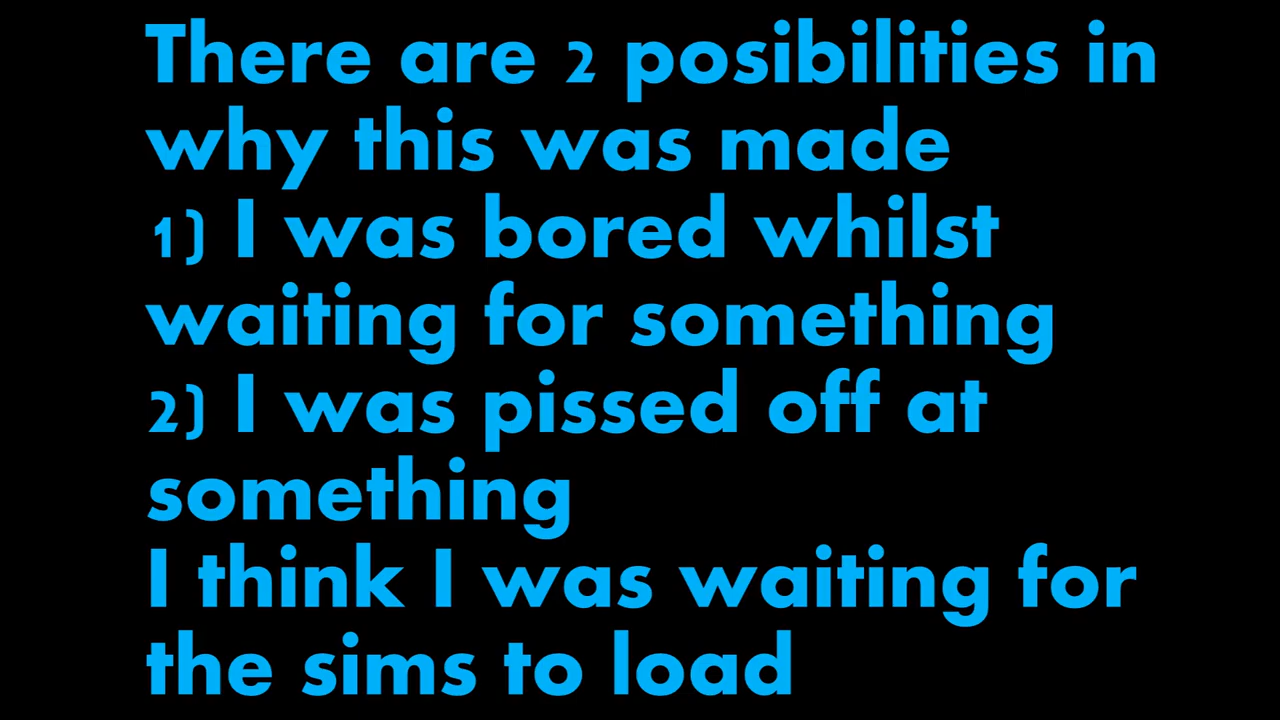 There are 2 posibilities in
why this was made
1) I was bored whilst
waiting for something
2) I was pissed off at
something
I think I was waiting for
the sims to load